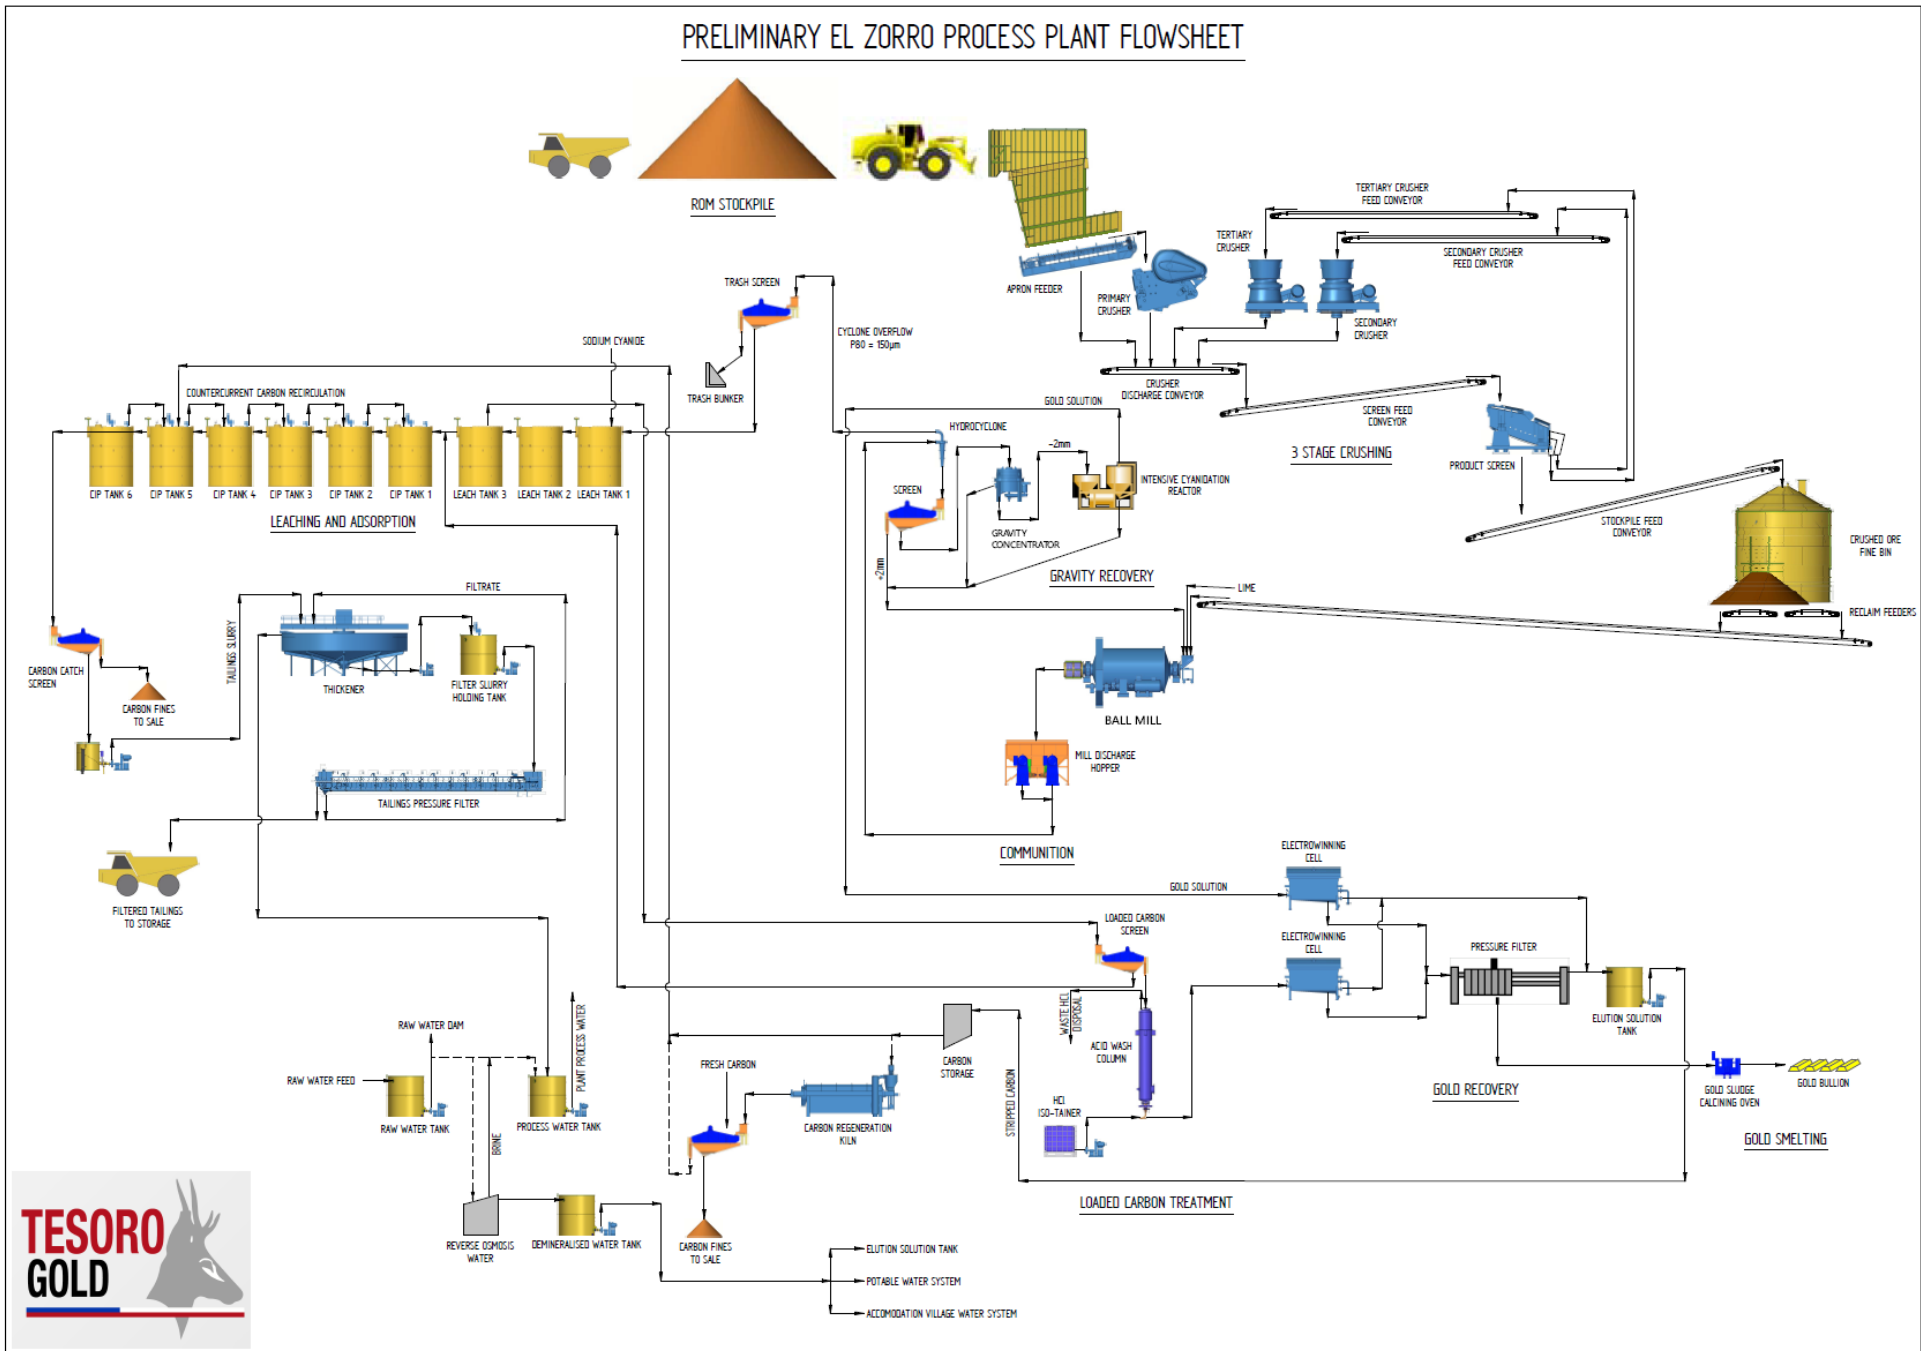 PRELIMINARY EL ZORRO PROCESS PLANT FLOWSHEET
ROM STOCKPILE
APRON FEEDER
PRIMARY
CRUSHER
TERTIARY
CRUSHER
TERTIARY CRUSHER
FEED CONVEYOR
SECONDARY CRUSHER
FEED CONVEYOR
SECONDARY
CRUSHER
CRUSHER
DISCHARGE CONVEYOR
SCREEN FEED
CONVEYOR
3 STAGE CRUSHING
PRODUCT SCREEN
STOCKPILE FEED
CONVEYOR
CRUSHED ORE
FINE BIN
RECLAIM FEEDERS
TRASH SCREEN
CYCLONE OVERFLOW
P80 = 150µm
TRASH BUNKER
SODIUM CYANIDE
COUNTERCURRENT CARBON RECIRCULATION
CIP TANK 6
CIP TANK 5
CIP TANK 4
CIP TANK 3
CIP TANK 2
CIP TANK 1
LEACH TANK 3
LEACH TANK 2
LEACH TANK 1
LEACHING AND ADSORPTION
GOLD SOLUTION
HYDROCYCLONE
-2mm
SCREEN
INTENSIVE CYANIDATION
REACTOR
GRAVITY
CONCENTRATOR
+2mm
GRAVITY RECOVERY
LIME
BALL MILL
MILL DISCHARGE
HOPPER
COMMUNITION
FILTRATE
TAILINGS SLURRY
THICKENER
FILTER SLURRY
HOLDING TANK
CARBON CATCH
SCREEN
CARBON FINES
TO SALE
TAILINGS PRESSURE FILTER
FILTERED TAILINGS
TO STORAGE
GOLD SOLUTION
ELECTROWINNING
CELL
ELECTROWINNING
CELL
LOADED CARBON
SCREEN
PRESSURE FILTER
ELUTION SOLUTION
TANK
WASTE HCL
DISPOSAL
ACID WASH
COLUMN
HCl
ISO-TAINER
STRIPPED CARBON
CARBON
STORAGE
GOLD RECOVERY
GOLD SLUDGE
CALCINING OVEN
GOLD BULLION
GOLD SMELTING
LOADED CARBON TREATMENT
RAW WATER DAM
PLANT PROCESS WATER
RAW WATER FEED
RAW WATER TANK
BRINE
PROCESS WATER TANK
FRESH CARBON
CARBON REGENERATION
KILN
REVERSE OSMOSIS
WATER
DEMINERALISED WATER TANK
CARBON FINES
TO SALE
ELUTION SOLUTION TANK
POTABLE WATER SYSTEM
ACCOMODATION VILLAGE WATER SYSTEM
TESORO
GOLD